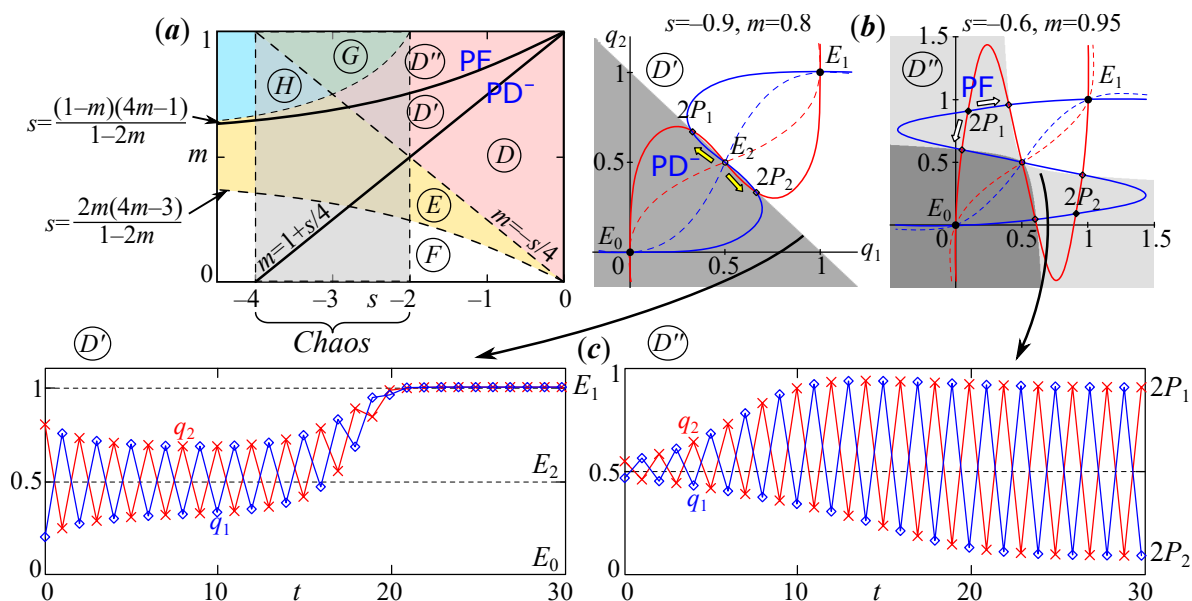 (a)
1
m
0
–4
–3
s
–2
–1
0
s=(1–m)(4m–1)/1–2m
s=2m(4m–3)/1–2m
G
H
D″
PF
D′
PD–
D
E
F
m=1+s/4
m=–s/4
Chaos
s=–0.9, m=0.8
D′
q2
1
0.5
E1
2P1
E2
PD–
2P2
E0
0.5
1
q1
(b)
s=–0.6, m=0.95
D″
1.5
1
0.5
PF
E1
2P1
2P2
E0
0.5
1
1.5
D′
1
0.5
0
q2
q1
E1
E2
E0
0
10
t
20
30
(c)
D″
1
0.5
0
q2
q1
2P1
2P2
0
10
t
20
30